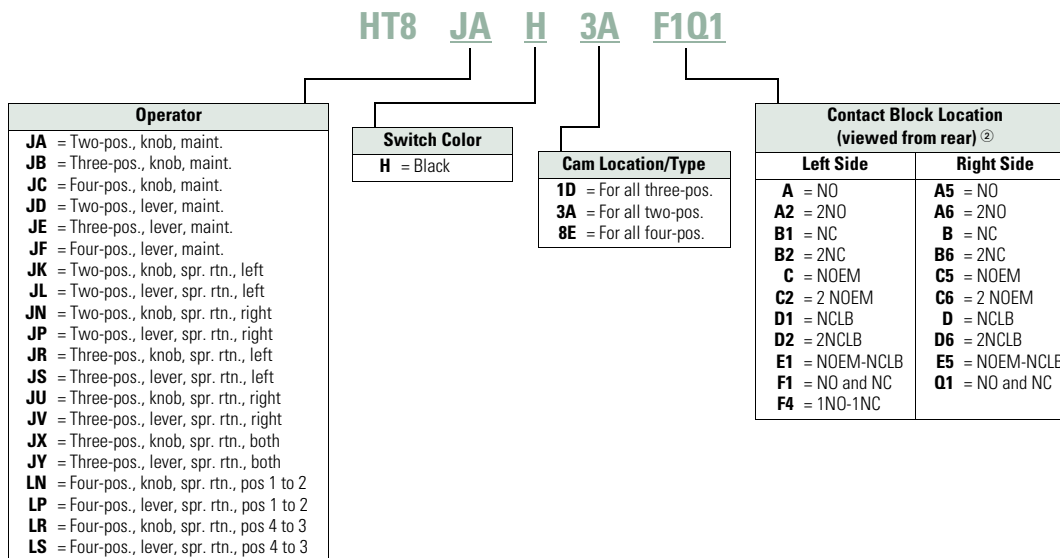 HT8 JA H 3A F1Q1
Operator
JA = Two-pos., knob, maint.
JB = Three-pos., knob, maint.
JC = Four-pos., knob, maint.
JD = Two-pos., lever, maint.
JE = Three-pos., lever, maint.
JF = Four-pos., lever, maint.
JK = Two-pos., knob, spr. rtn., left
JL = Two-pos., lever, spr. rtn., left
JN = Two-pos., knob, spr. rtn., right
JP = Two-pos., lever, spr. rtn., right
JR = Three-pos., knob, spr. rtn., left
JS = Three-pos., lever, spr. rtn., left
JU = Three-pos., knob, spr. rtn., right
JV = Three-pos., lever, spr. rtn., right
JX = Three-pos., knob, spr. rtn., both
JY = Three-pos., lever, spr. rtn., both
LN = Four-pos., knob, spr. rtn., pos 1 to 2
LP = Four-pos., lever, spr. rtn., pos 1 to 2
LR = Four-pos., knob, spr. rtn., pos 4 to 3
LS = Four-pos., lever, spr. rtn., pos 4 to 3
Switch Color
H = Black
Cam Location/Type
1D = For all three-pos.
3A = For all two-pos.
8E = For all four-pos.
Contact Block Location
(viewed from rear) ②
Left Side
A = NO
A2 = 2NO
B1 = NC
B2 = 2NC
C = NOEM
C2 = 2 NOEM
D1 = NCLB
D2 = 2NCLB
E1 = NOEM-NCLB
F1 = NO and NC
F4 = 1NO-1NC
Right Side
A5 = NO
A6 = 2NO
B = NC
B6 = 2NC
C5 = NOEM
C6 = 2 NOEM
D = NCLB
D6 = 2NCLB
E5 = NOEM-NCLB
Q1 = NO and NC